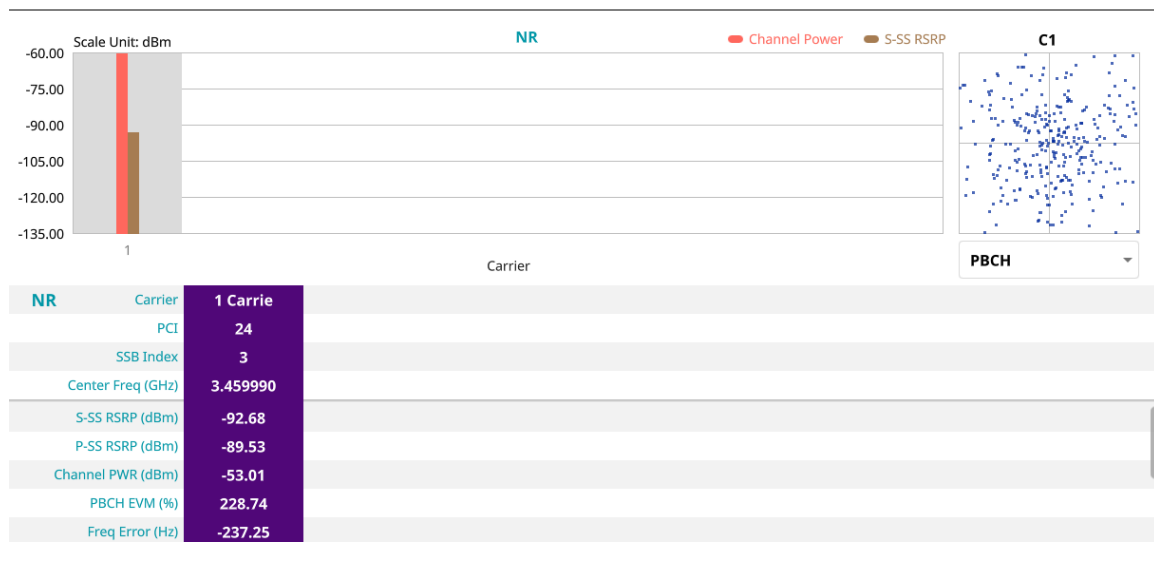 Scale Unit: dBm NR Channel Power S-SS RSRP C1
-60.00
-75.00
-90.00
-105.00
-120.00
-135.00
1
Carrier
PBCH
NR Carrier 1 Carrie
PCI 24
SSB Index 3
Center Freq (GHz) 3.459990
S-SS RSRP (dBm) -92.68
P-SS RSRP (dBm) -89.53
Channel PWR (dBm) -53.01
PBCH EVM (%) 228.74
Freq Error (Hz) -237.25